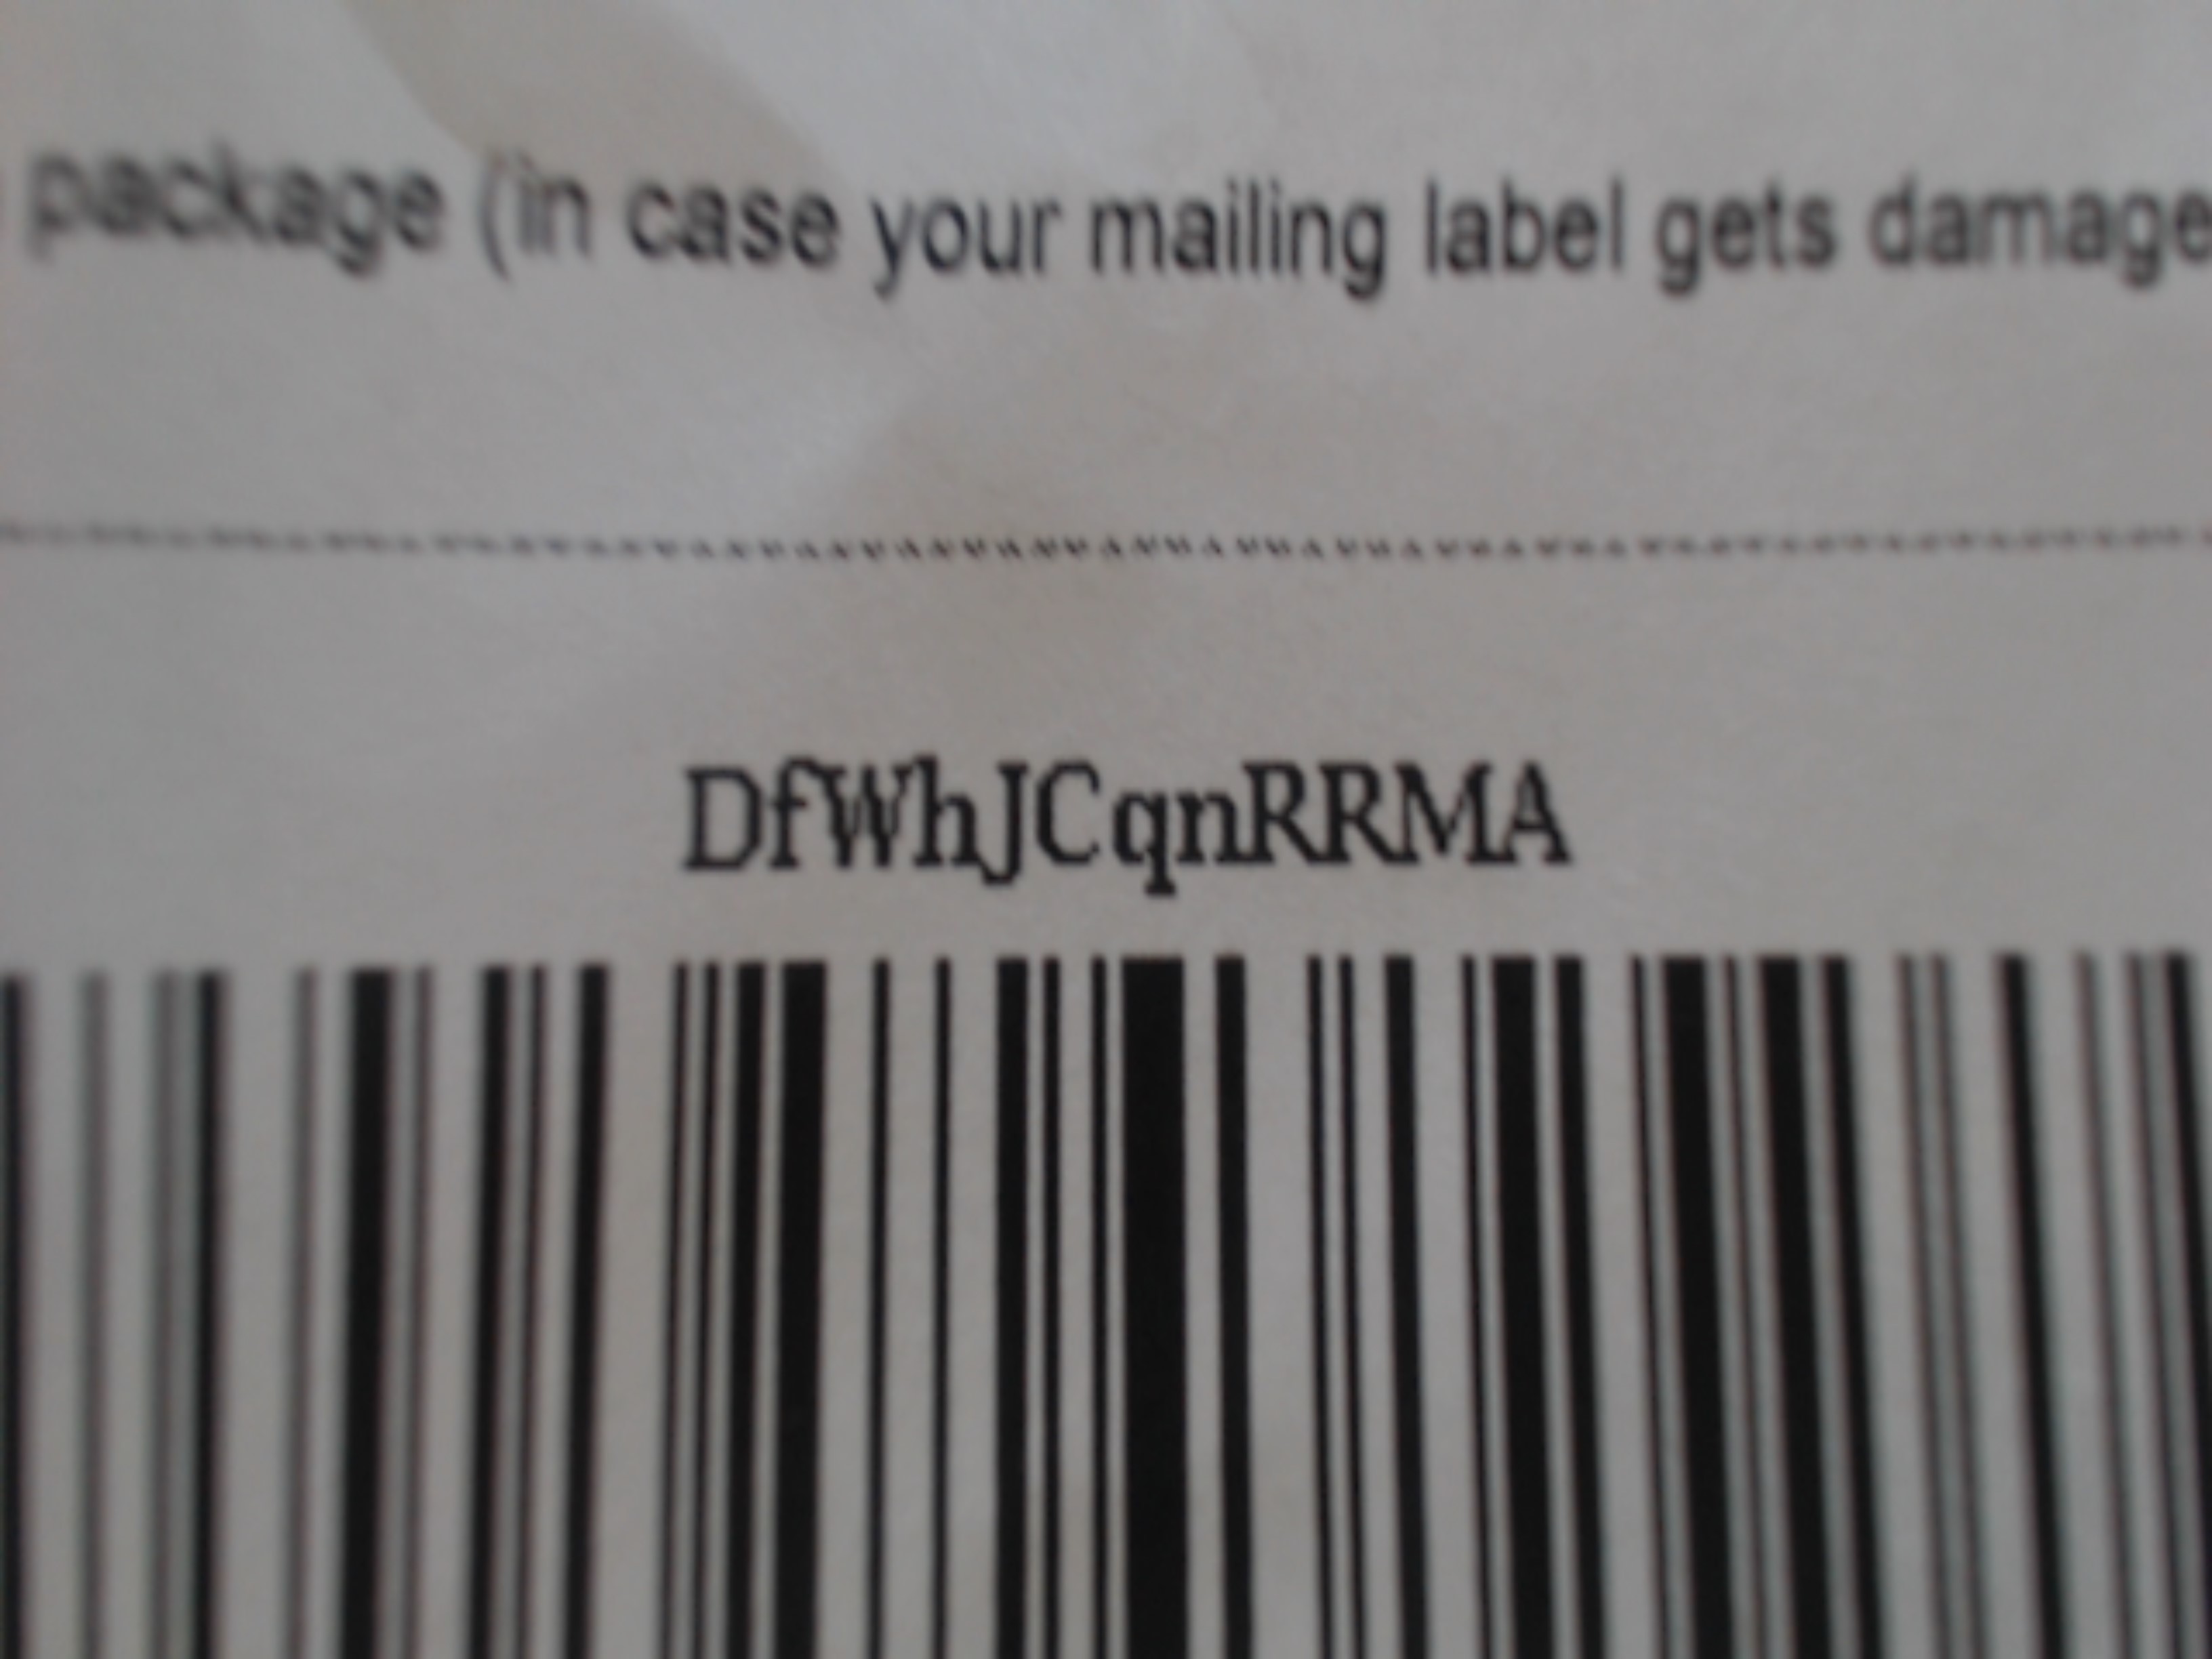 package (in case your mailing label gets damage
DfWhJCqnRRMA